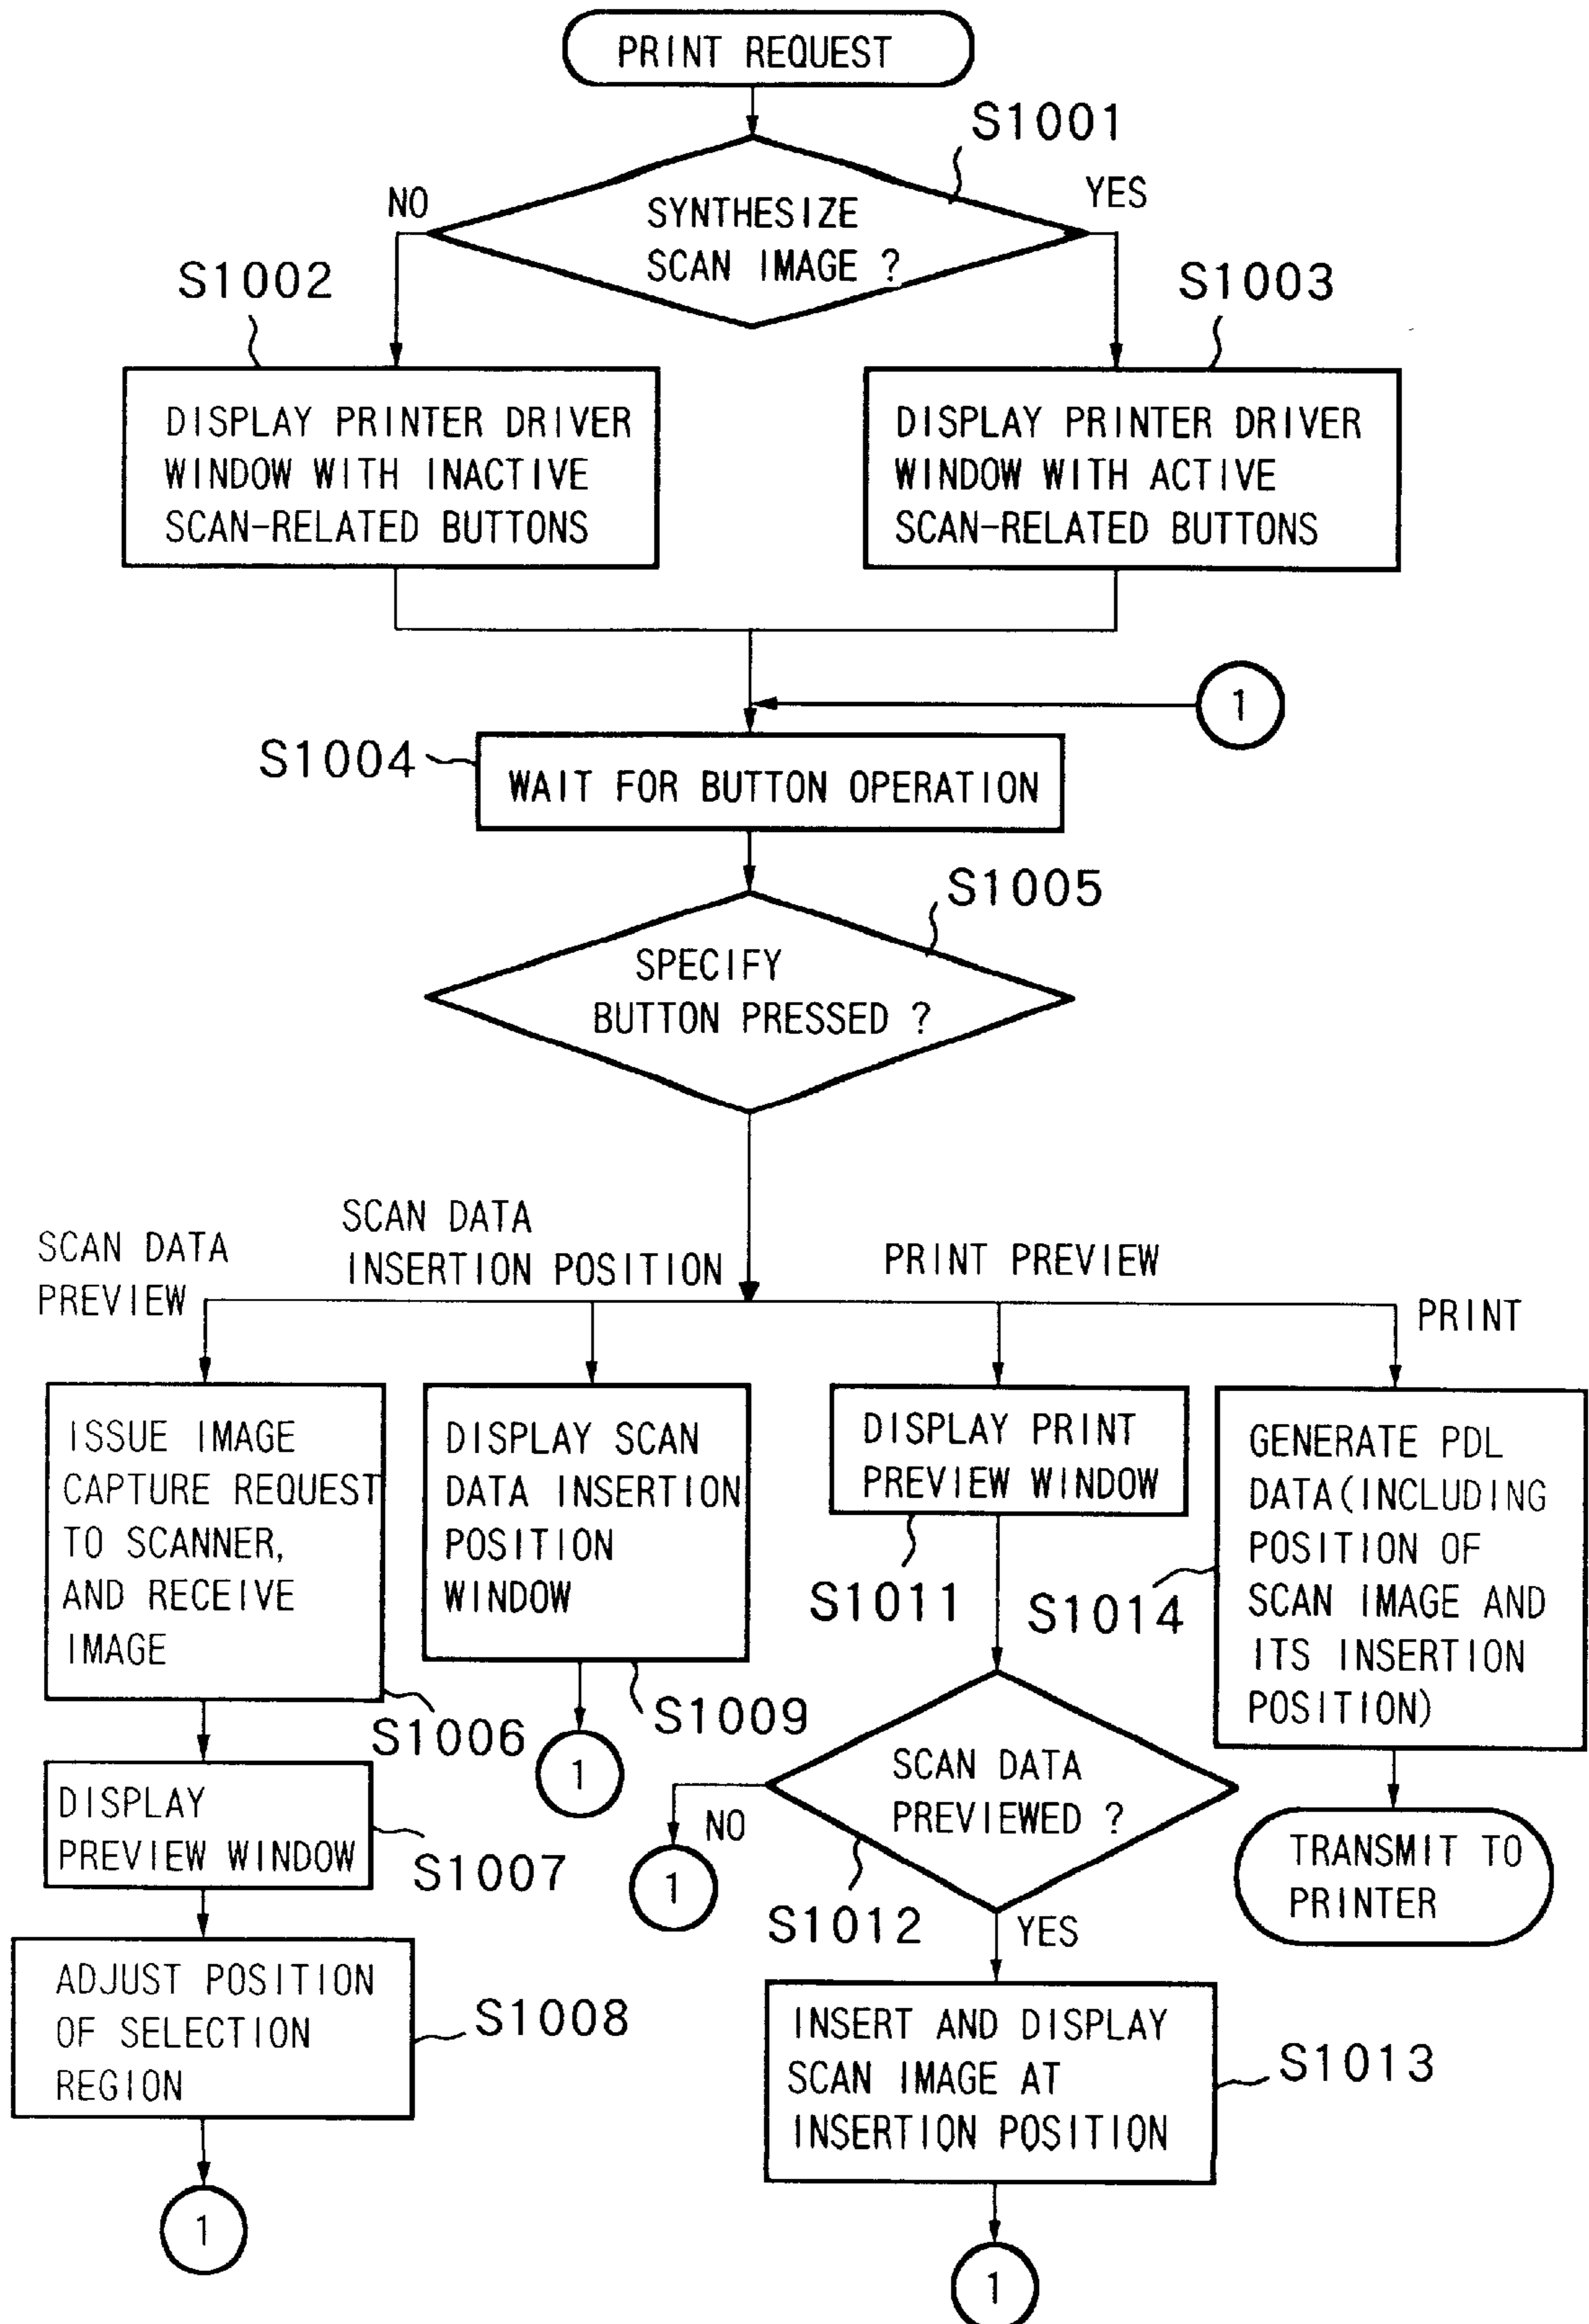 PRINT REQUEST
S1001
NO
YES
SYNTHESIZE
SCAN IMAGE ?
S1002
S1003
DISPLAY PRINTER DRIVER
WINDOW WITH INACTIVE
SCAN-RELATED BUTTONS
DISPLAY PRINTER DRIVER
WINDOW WITH ACTIVE
SCAN-RELATED BUTTONS
1
S1004
WAIT FOR BUTTON OPERATION
S1005
SPECIFY
BUTTON PRESSED ?
SCAN DATA
PREVIEW
SCAN DATA
INSERTION POSITION
PRINT PREVIEW
PRINT
ISSUE IMAGE
CAPTURE REQUEST
TO SCANNER,
AND RECEIVE
IMAGE
S1006
DISPLAY SCAN
DATA INSERTION
POSITION
WINDOW
S1009
1
DISPLAY PRINT
PREVIEW WINDOW
S1011
GENERATE PDL
DATA(INCLUDING
POSITION OF
SCAN IMAGE AND
ITS INSERTION
POSITION)
S1014
DISPLAY
PREVIEW WINDOW
S1007
SCAN DATA
PREVIEWED ?
NO
1
S1012
YES
TRANSMIT TO
PRINTER
ADJUST POSITION
OF SELECTION
REGION
S1008
1
INSERT AND DISPLAY
SCAN IMAGE AT
INSERTION POSITION
S1013
1